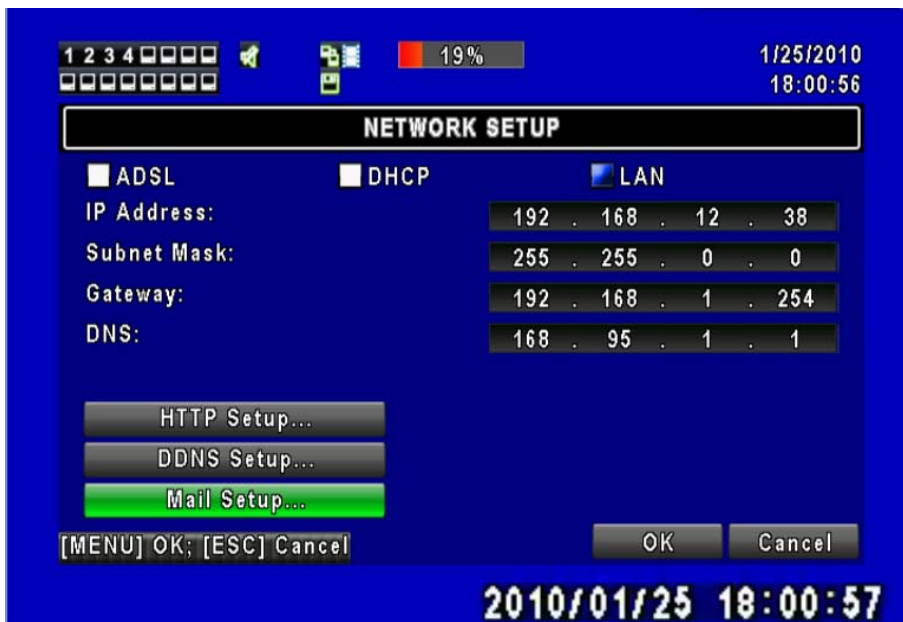 1 2 3 4 19% 1/25/2010
18:00:56
NETWORK SETUP
ADSL DHCP LAN
IP Address: 192 . 168 . 12 . 38
Subnet Mask: 255 . 255 . 0 . 0
Gateway: 192 . 168 . 1 . 254
DNS: 168 . 95 . 1 . 1
HTTP Setup...
DDNS Setup...
Mail Setup...
[MENU] OK; [ESC] Cancel OK Cancel
2010/01/25 18:00:57